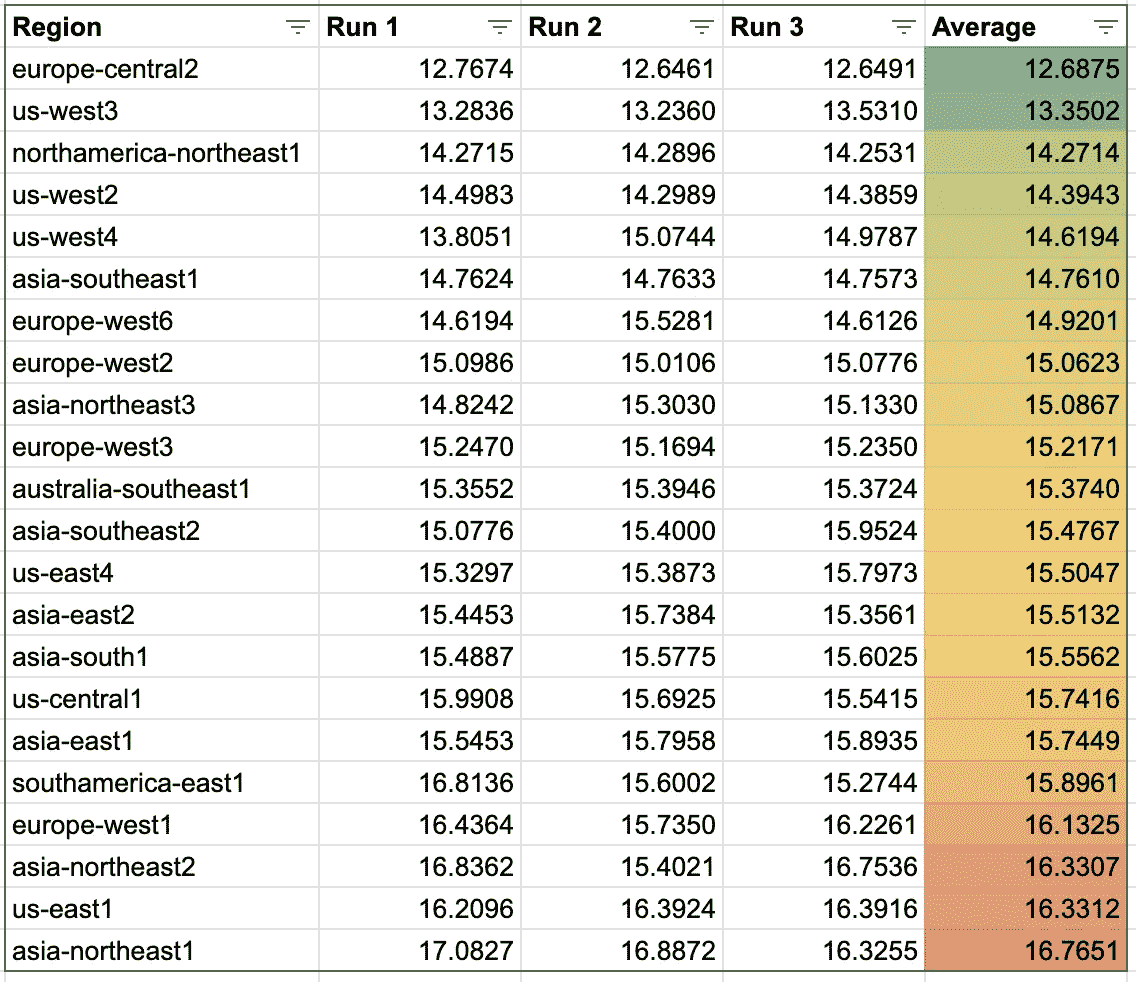 Region Run 1 Run 2 Run 3 Average
europe-central2 12.7674 12.6461 12.6491 12.6875
us-west3 13.2836 13.2360 13.5310 13.3502
northamerica-northeast1 14.2715 14.2896 14.2531 14.2714
us-west2 14.4983 14.2989 14.3859 14.3943
us-west4 13.8051 15.0744 14.9787 14.6194
asia-southeast1 14.7624 14.7633 14.7573 14.7610
europe-west6 14.6194 15.5281 14.6126 14.9201
europe-west2 15.0986 15.0106 15.0776 15.0623
asia-northeast3 14.8242 15.3030 15.1330 15.0867
europe-west3 15.2470 15.1694 15.2350 15.2171
australia-southeast1 15.3552 15.3946 15.3724 15.3740
asia-southeast2 15.0776 15.4000 15.9524 15.4767
us-east4 15.3297 15.3873 15.7973 15.5047
asia-east2 15.4453 15.7384 15.3561 15.5132
asia-south1 15.4887 15.5775 15.6025 15.5562
us-central1 15.9908 15.6925 15.5415 15.7416
asia-east1 15.5453 15.7958 15.8935 15.7449
southamerica-east1 16.8136 15.6002 15.2744 15.8961
europe-west1 16.4364 15.7350 16.2261 16.1325
asia-northeast2 16.8362 15.4021 16.7536 16.3307
us-east1 16.2096 16.3924 16.3916 16.3312
asia-northeast1 17.0827 16.8872 16.3255 16.7651